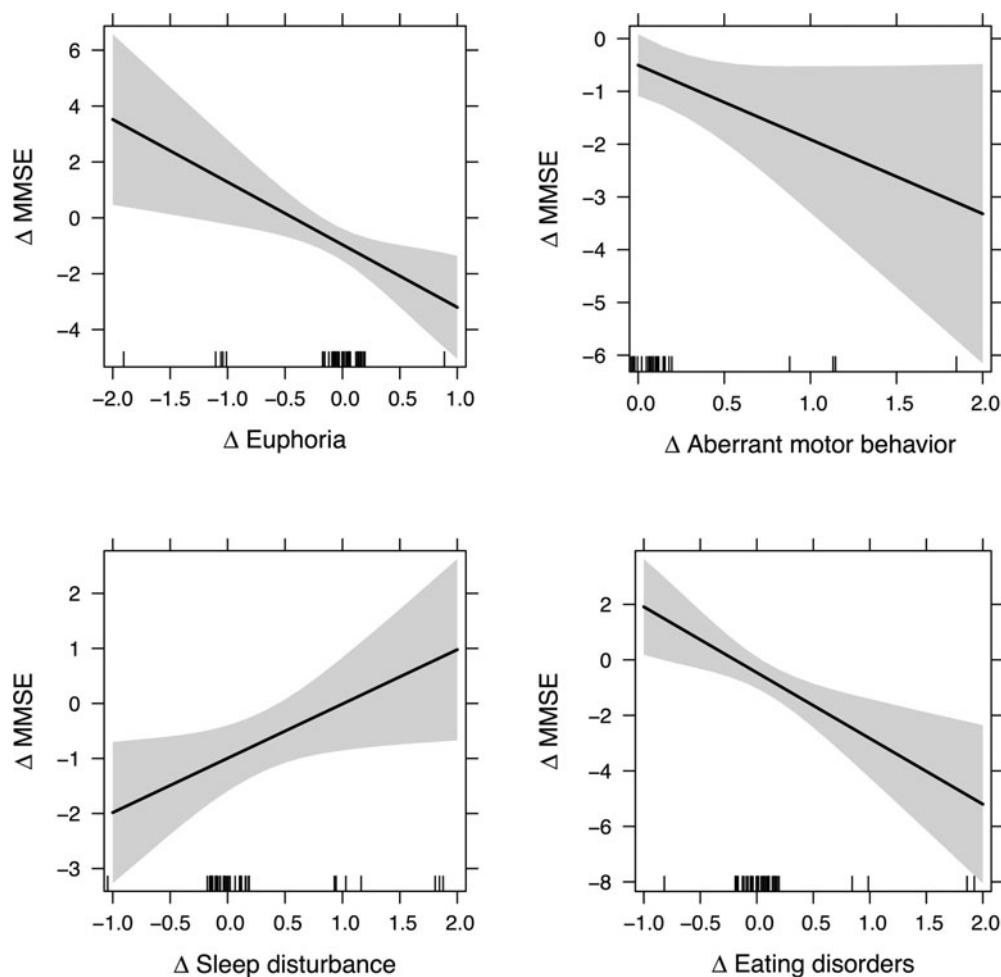 6
4
2
0
−2
−4
Δ MMSE
−2.0 −1.5 −1.0 −0.5 0.0 0.5 1.0
Δ Euphoria
0
−1
−2
−3
−4
−5
−6
Δ MMSE
0.0 0.5 1.0 1.5 2.0
Δ Aberrant motor behavior
2
1
0
−1
−2
−3
Δ MMSE
−1.0 −0.5 0.0 0.5 1.0 1.5 2.0
Δ Sleep disturbance
2
0
−2
−4
−6
−8
Δ MMSE
−1.0 −0.5 0.0 0.5 1.0 1.5 2.0
Δ Eating disorders